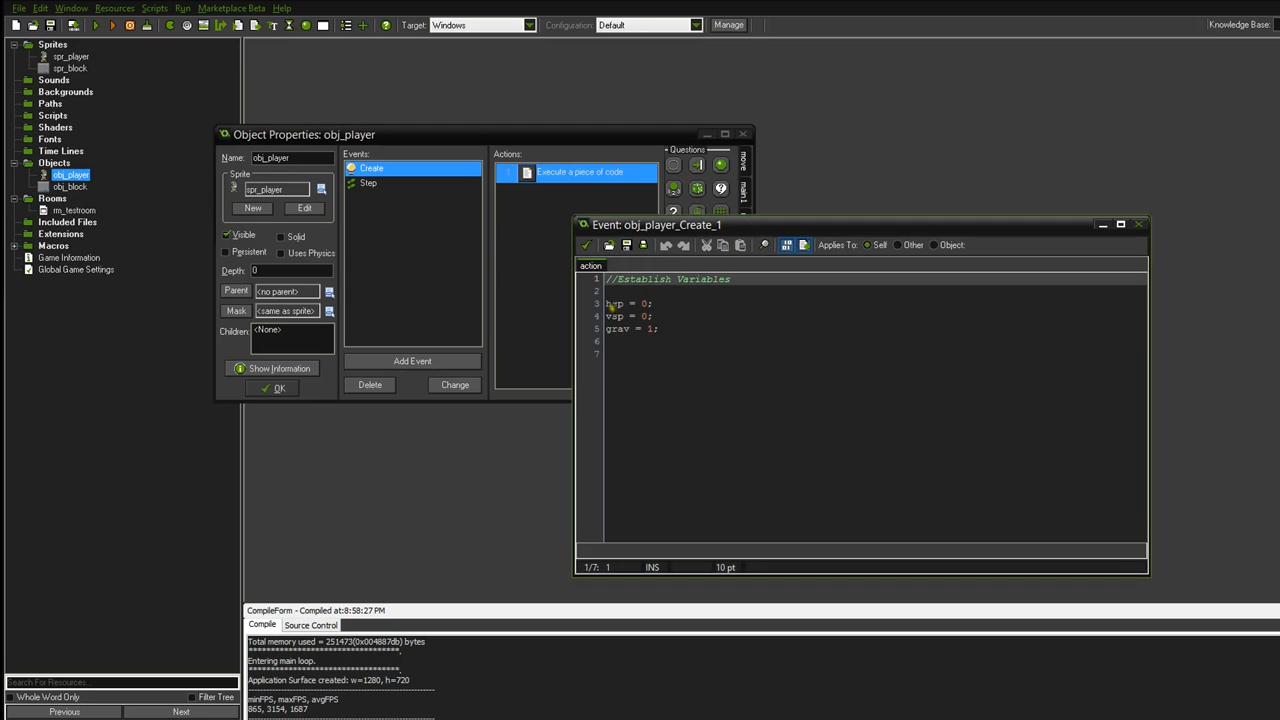 File Edit Window Resources Scripts Run Marketplace Beta Help
Target: Windows Configuration: Default Manage Knowledge Base:
Sprites
spr_player
spr_block
Sounds
Backgrounds
Paths
Scripts
Shaders
Fonts
Time Lines
Objects
obj_player
obj_block
Rooms
rm_testroom
Included Files
Extensions
Macros
Game Information
Global Game Settings
Search For Resources...
Whole Word Only Filter Tree
Previous Next
Object Properties: obj_player
Name: obj_player
Sprite
spr_player
New Edit
Visible Solid
Persistent Uses Physics
Depth: 0
Parent <no parent>
Mask <same as sprite>
Children: <None>
Show Information
OK
Events:
Create
Step
Add Event
Delete Change
Actions:
Execute a piece of code
Questions
move
main1
Event: obj_player_Create_1
Applies To: Self Other Object:
action
1 //Establish Variables
2
3 hsp = 0;
4 vsp = 0;
5 grav = 1;
6
7
1/7: 1 INS 10 pt
CompileForm - Compiled at:8:58:27 PM
Compile Source Control
Total memory used = 251473(0x004887db) bytes
***********************************.
Entering main loop.
***********************************.
Application Surface created: w=1280, h=720
-------------------------------------------
minFPS, maxFPS, avgFPS
865, 3154, 1687